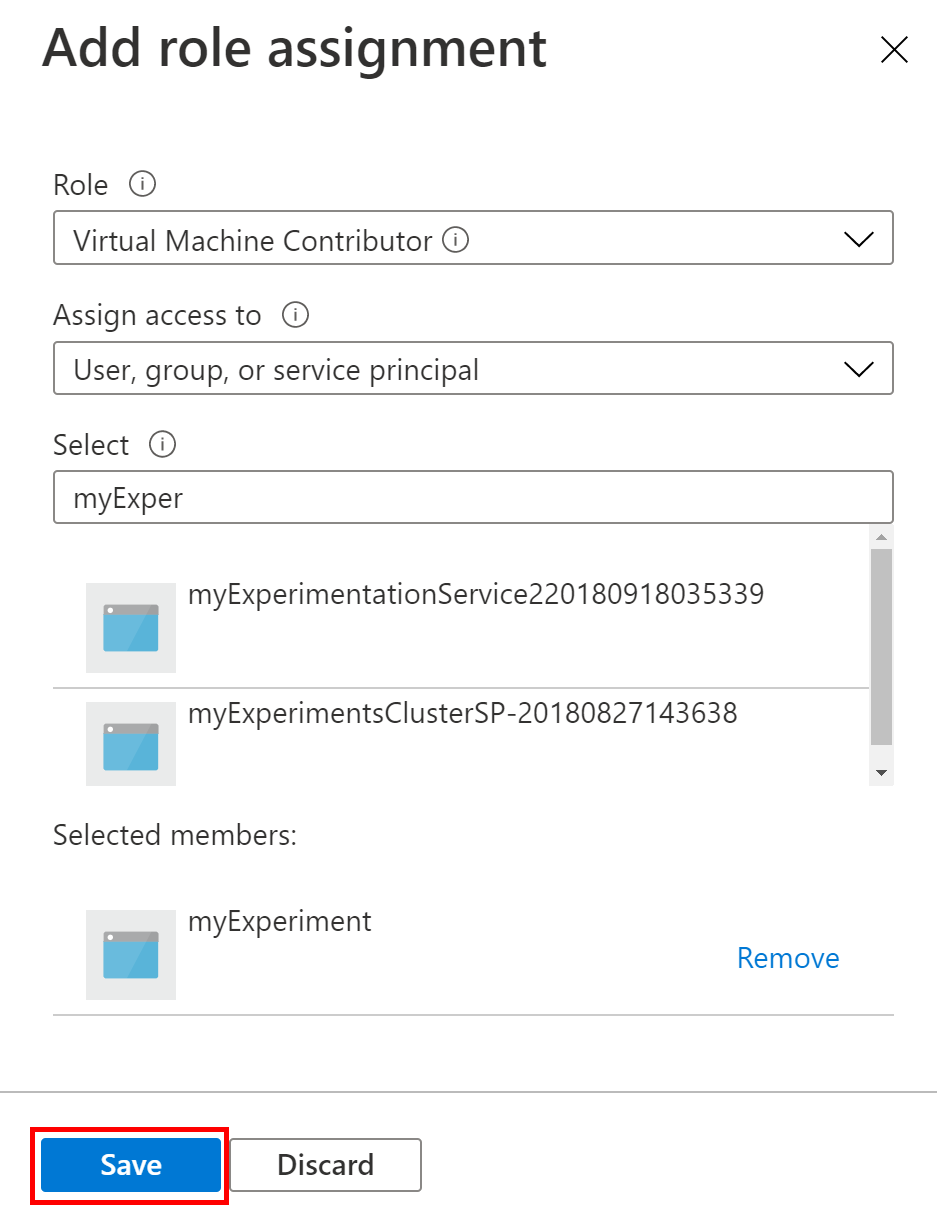 Add role assignment
Role
Virtual Machine Contributor
Assign access to
User, group, or service principal
Select
myExper
myExperimentationService220180918035339
myExperimentsClusterSP-20180827143638
Selected members:
myExperiment
Remove
Save Discard